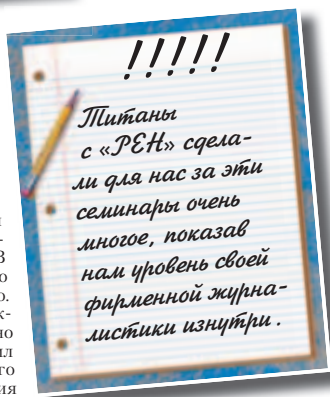 !!!!!
Титаны
с «РЕН» сдела-
ли для нас за эти
семинары очень
многое, показав
нам уровень своей
фирменной журна-
листики изнутри.